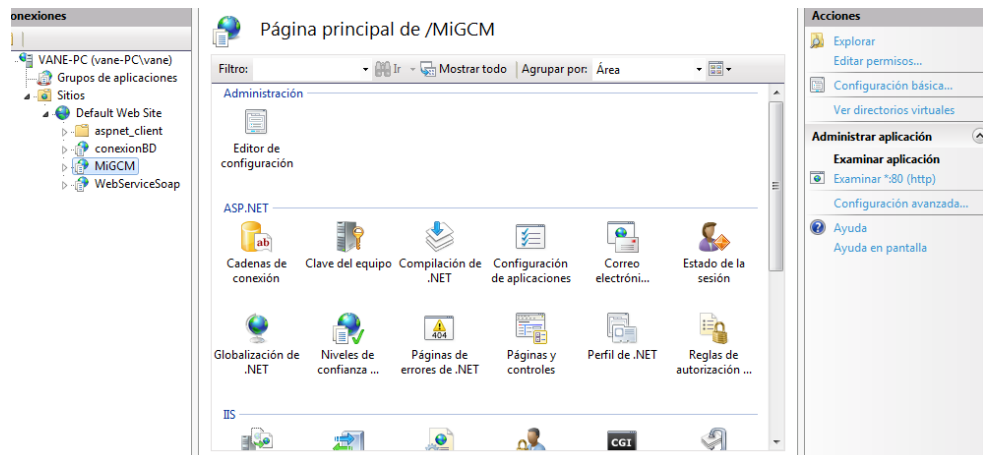 onexiones
VANE-PC (vane-PC\vane)
Grupos de aplicaciones
Sitios
Default Web Site
aspnet_client
conexionBD
MiGCM
WebServiceSoap
Página principal de /MiGCM
Filtro:
Ir
Mostrar todo
Agrupar por:
Área
Administración
Editor de
configuración
ASP.NET
Cadenas de
conexión
Clave del equipo
Compilación de
.NET
Configuración
de aplicaciones
Correo
electróni...
Estado de la
sesión
Globalización de
.NET
Niveles de
confianza ...
404
Páginas de
errores de .NET
Páginas y
controles
Perfil de .NET
Reglas de
autorización ...
IIS
CGI
Acciones
Explorar
Editar permisos...
Configuración básica...
Ver directorios virtuales
Administrar aplicación
Examinar aplicación
Examinar *:80 (http)
Configuración avanzada...
Ayuda
Ayuda en pantalla